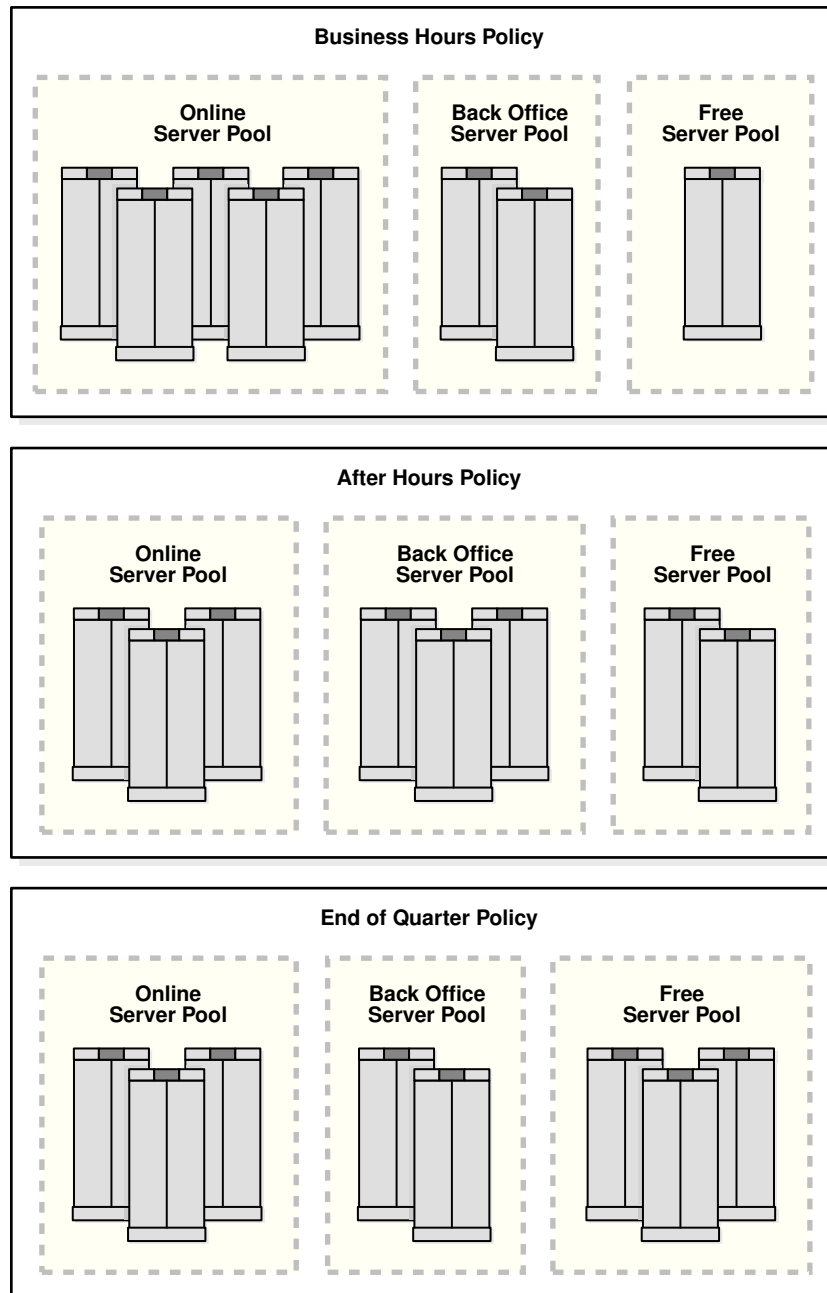 Business Hours Policy
Online
Server Pool
Back Office
Server Pool
Free
Server Pool
After Hours Policy
Online
Server Pool
Back Office
Server Pool
Free
Server Pool
End of Quarter Policy
Online
Server Pool
Back Office
Server Pool
Free
Server Pool